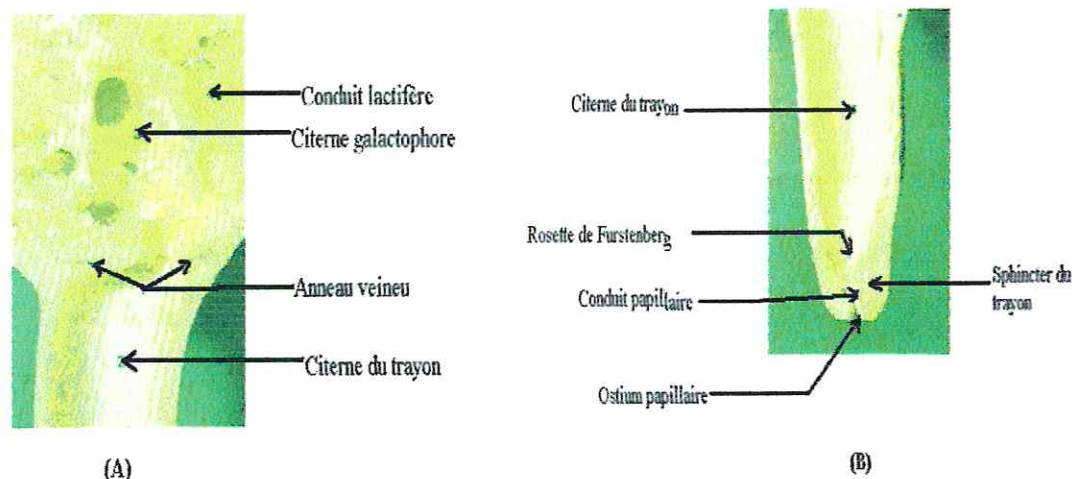 Conduit lactifère
Citerne galactophore
Anneau veineu
Citerne du trayon
(A)
Citerne du trayon
Rosette de Furstenberg
Conduit papillaire
Sphincter du
trayon
Ostium papillaire
(B)